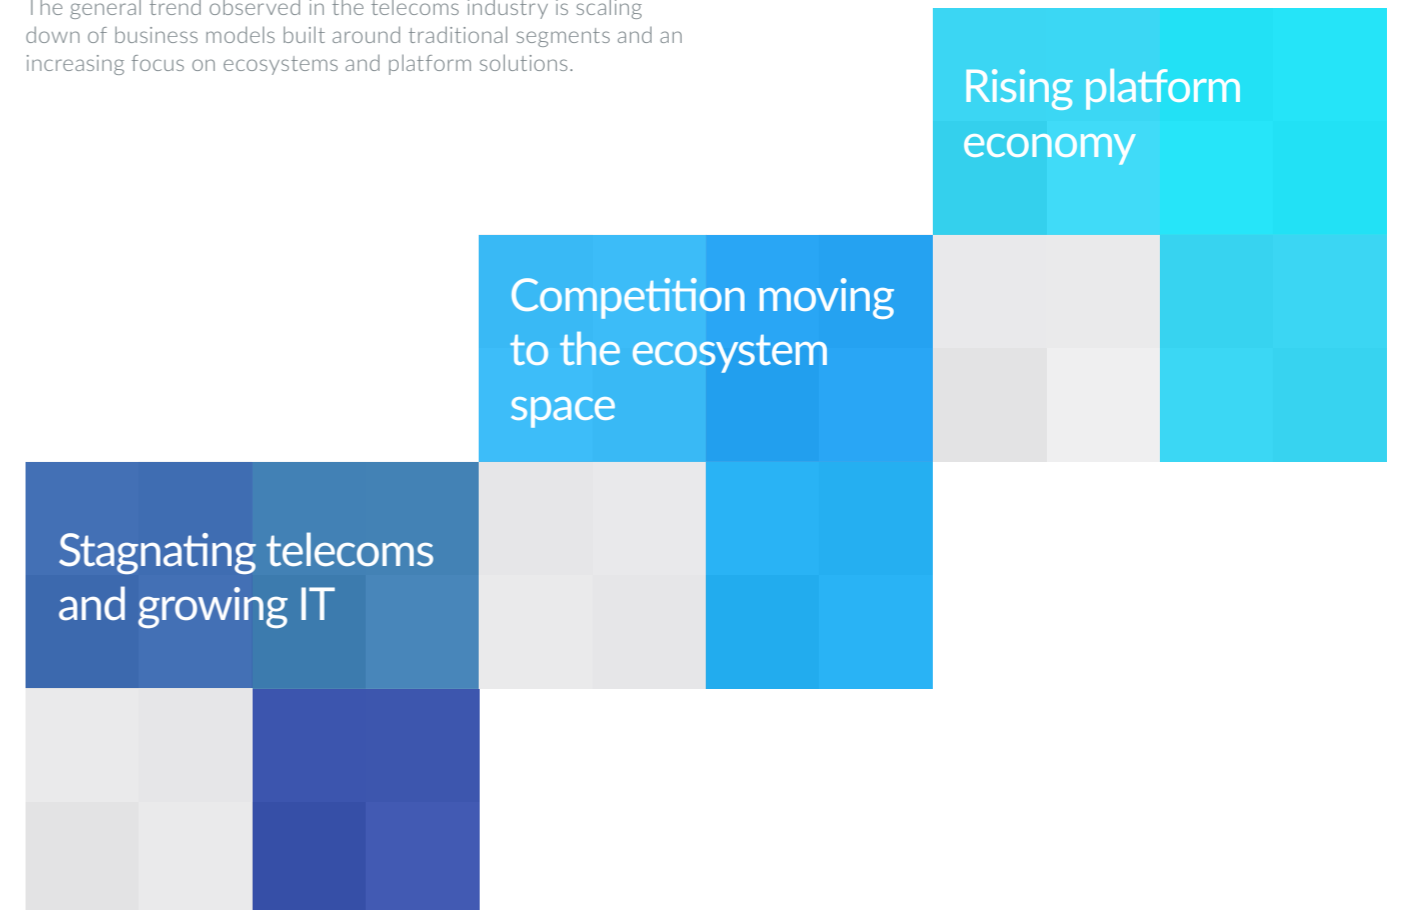 The general trend observed in the telecoms industry is scaling
down of business models built around traditional segments and an
increasing focus on ecosystems and platform solutions.
Rising platform
economy
Competition moving
to the ecosystem
space
Stagnating telecoms
and growing IT